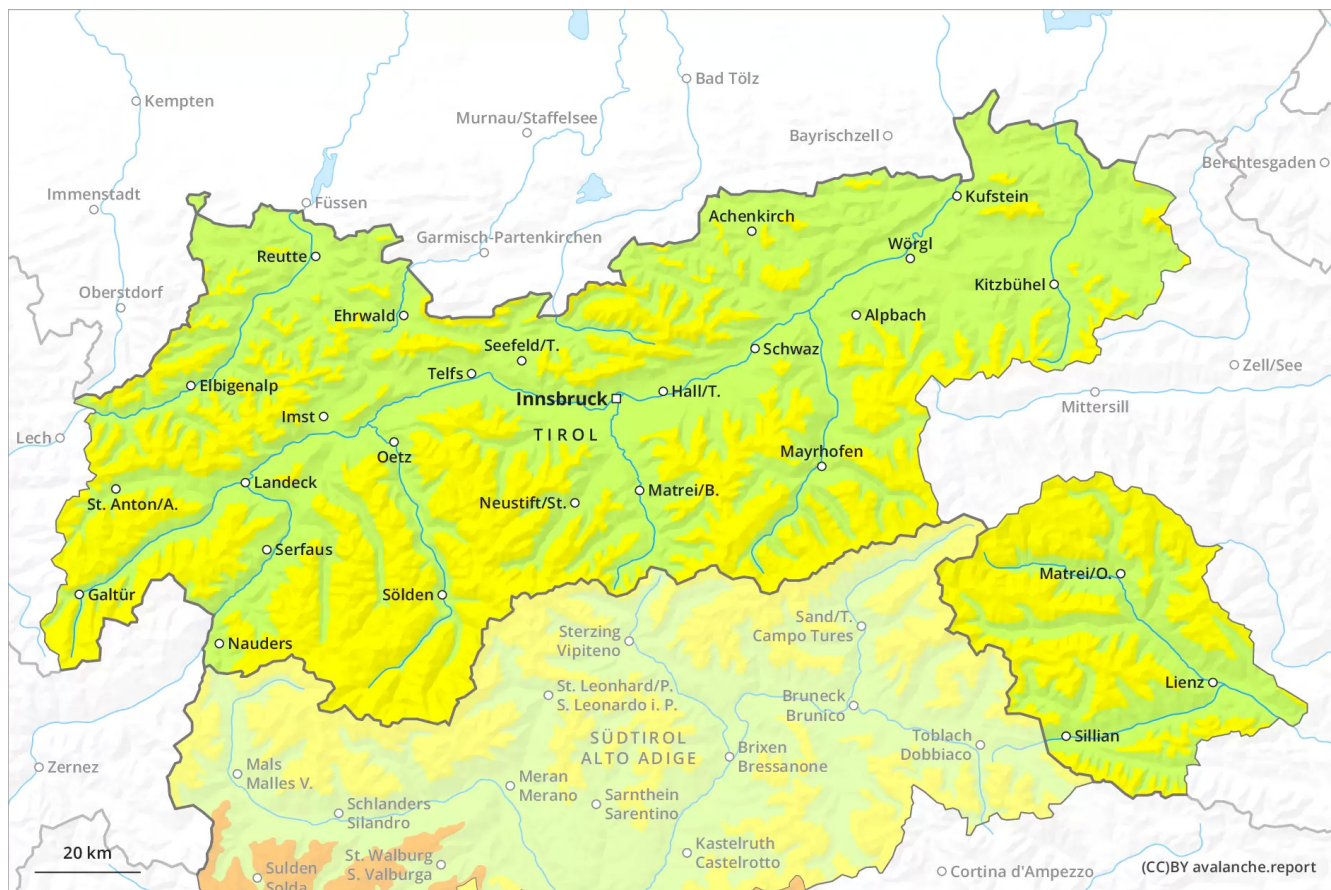 Bad Tölz
Kempten
Murnau/Staffelsee
Bayrischzell
Berchtesgaden
Immenstadt
Füssen
Kufstein
Achenkirch
Garmisch-Partenkirchen
Wörgl
Reutte
Kitzbühel
Oberstdorf
Ehrwald
Alpbach
Seefeld/T.
Schwaz
Zell/See
Telfs
Elbigenalp
Hall/T.
Innsbruck
Mittersill
Imst
Lech
TIROL
Oetz
Mayrhofen
Landeck
St. Anton/A.
Neustift/St.
Matrei/B.
Serfaus
Matrei/O.
Galtür
Sölden
Sand/T.
Campo Tures
Nauders
Sterzing
Vipiteno
Lienz
St. Leonhard/P.
S. Leonardo i. P.
Bruneck
Brunico
SÜDTIROL
ALTO ADIGE
Toblach
Dobbiaco
Sillian
Brixen
Bressanone
Zernez
Mals
Malles V.
Meran
Merano
Schlanders
Silandro
Sarnthein
Sarentino
Kastelruth
Castelrotto
20 km
St. Walburg
S. Valburga
Sulden
Solda
Cortina d'Ampezzo
(CC)BY avalanche.report